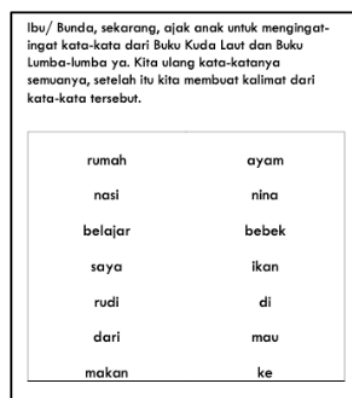 Ibu/ Bunda, sekarang, ajak anak untuk mengingat-
ingat kata-kata dari Buku Kuda Laut dan Buku
Lumba-lumba ya. Kita ulang kata-katanya
semuanya, setelah itu kita membuat kalimat dari
kata-kata tersebut.
rumah ayam
nasi nina
belajar bebek
saya ikan
rudi di
dari mau
makan ke